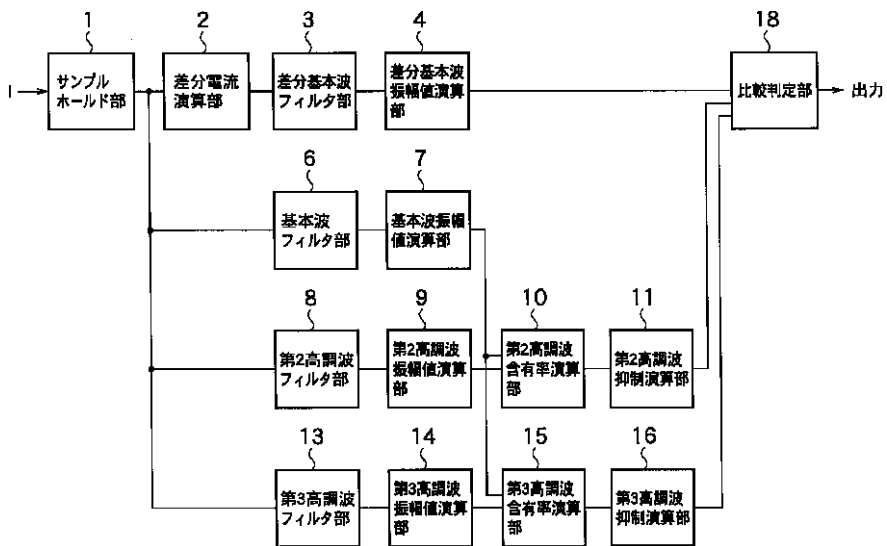 1
2
3
4
18
I
サンプル
ホールド部
差分電流
演算部
差分基本波
フィルタ部
差分基本波
振幅値演算部
比較判定部
出力
6
7
基本波
フィルタ部
基本波振幅
値演算部
8
9
10
11
第2高調波
フィルタ部
第2高調波
振幅値演算
部
第2高調波
含有率演算
部
第2高調波
抑制演算部
13
14
15
16
第3高調波
フィルタ部
第3高調波
振幅値演算
部
第3高調波
含有率演算
部
第3高調波
抑制演算部